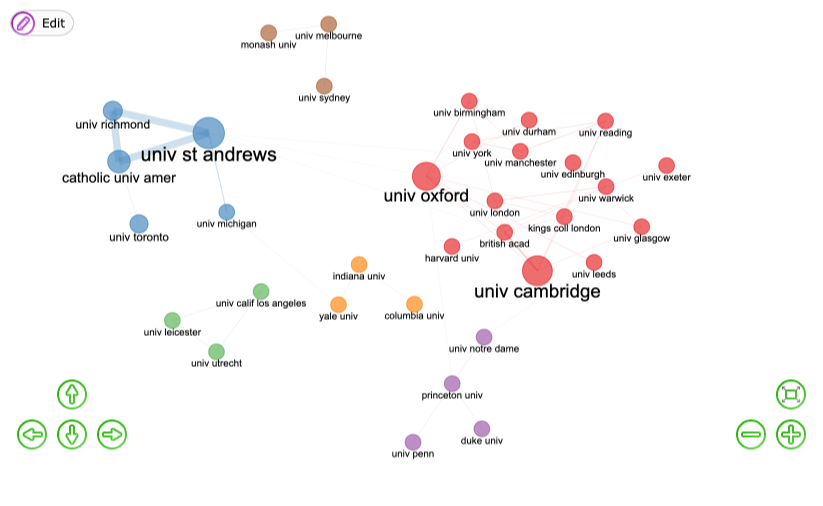 Edit
univ melbourne
monash univ
univ sydney
univ richmond
univ st andrews
catholic univ amer
univ michigan
univ toronto
univ birmingham
univ durham
univ reading
univ york
univ manchester
univ edinburgh
univ exeter
univ oxford
univ warwick
univ london
kings coll london
univ glasgow
british acad
harvard univ
univ leeds
univ cambridge
indiana univ
yale univ
columbia univ
univ calif los angeles
univ leicester
univ utrecht
univ notre dame
princeton univ
duke univ
univ penn